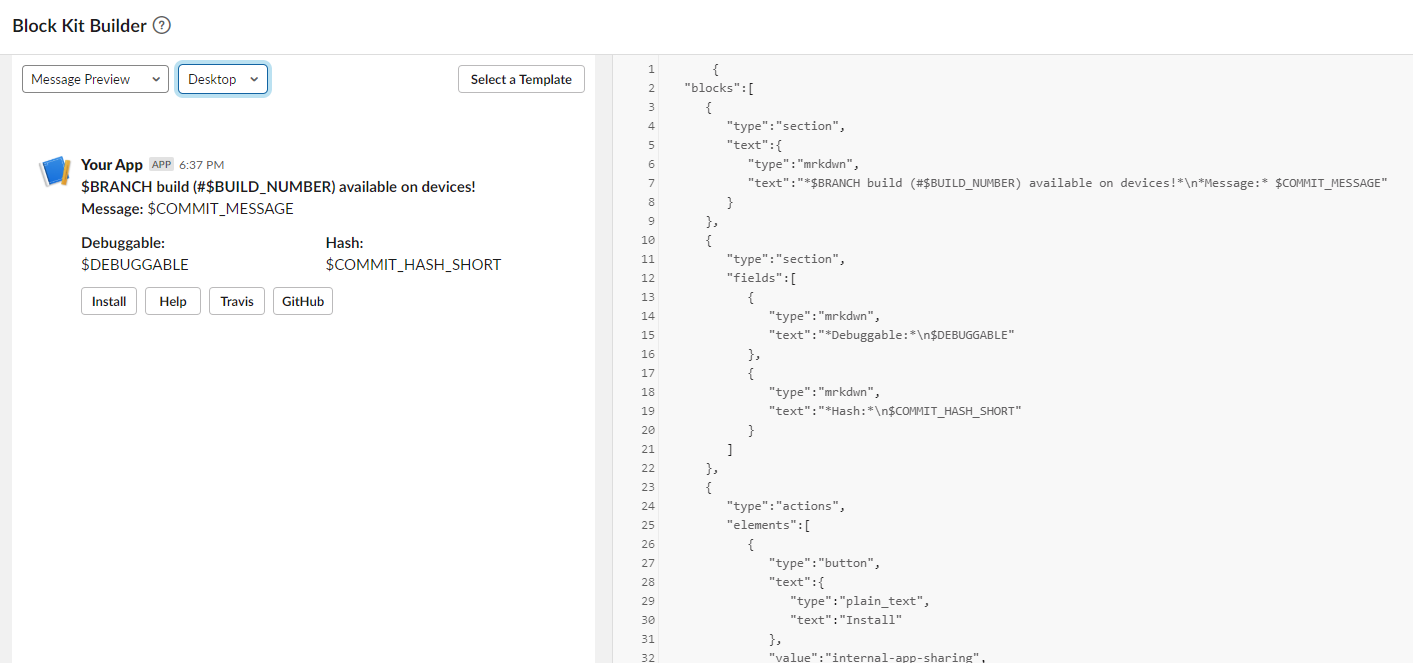 Block Kit Builder ?
Message Preview Desktop Select a Template
Your App APP 6:37 PM
$BRANCH build (#$BUILD_NUMBER) available on devices!
Message: $COMMIT_MESSAGE
Debuggable: Hash:
$DEBUGGABLE $COMMIT_HASH_SHORT
Install Help Travis GitHub
1 {
2 "blocks":[
3 {
4 "type":"section",
5 "text":{
6 "type":"mrkdwn",
7 "text":"*$BRANCH build (#$BUILD_NUMBER) available on devices!*\n*Message:* $COMMIT_MESSAGE"
8 }
9 },
10 {
11 "type":"section",
12 "fields":[
13 {
14 "type":"mrkdwn",
15 "text":"*Debuggable:*\n$DEBUGGABLE"
16 },
17 {
18 "type":"mrkdwn",
19 "text":"*Hash:*\n$COMMIT_HASH_SHORT"
20 }
21 ]
22 },
23 {
24 "type":"actions",
25 "elements":[
26 {
27 "type":"button",
28 "text":{
29 "type":"plain_text",
30 "text":"Install"
31 },
32 "value":"internal-app-sharing",